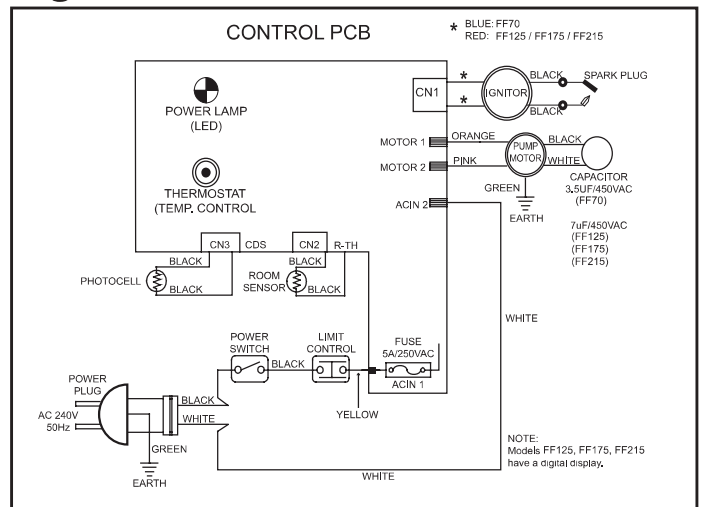 CONTROL PCB
* BLUE: FF70
RED: FF125 / FF175 / FF215
POWER LAMP
(LED)
THERMOSTAT
(TEMP. CONTROL
CN1
*
*
IGNITOR
BLACK
BLACK
SPARK PLUG
MOTOR 1
ORANGE
MOTOR 2
PINK
PUMP
MOTOR
BLACK
WHITE
CAPACITOR
3.5UF/450VAC
(FF70)
7uF/450VAC
(FF125)
(FF175)
(FF215)
GREEN
EARTH
ACIN 2
CN3
CDS
CN2
R-TH
BLACK
BLACK
PHOTOCELL
BLACK
BLACK
ROOM
SENSOR
WHITE
POWER
SWITCH
BLACK
LIMIT
CONTROL
FUSE
5A/250VAC
ACIN 1
YELLOW
POWER
PLUG
AC 240V
50Hz
BLACK
WHITE
GREEN
EARTH
WHITE
NOTE:
Models FF125, FF175, FF215
have a digital display.